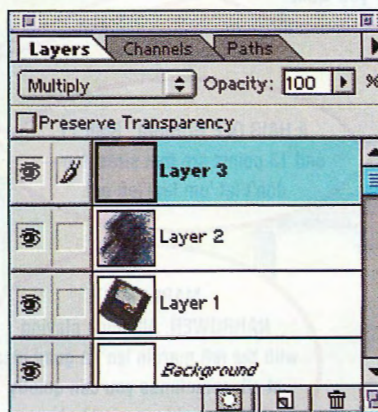 Layers Channels Paths
Multiply Opacity: 100 %
Preserve Transparency
Layer 3
Layer 2
Layer 1
Background